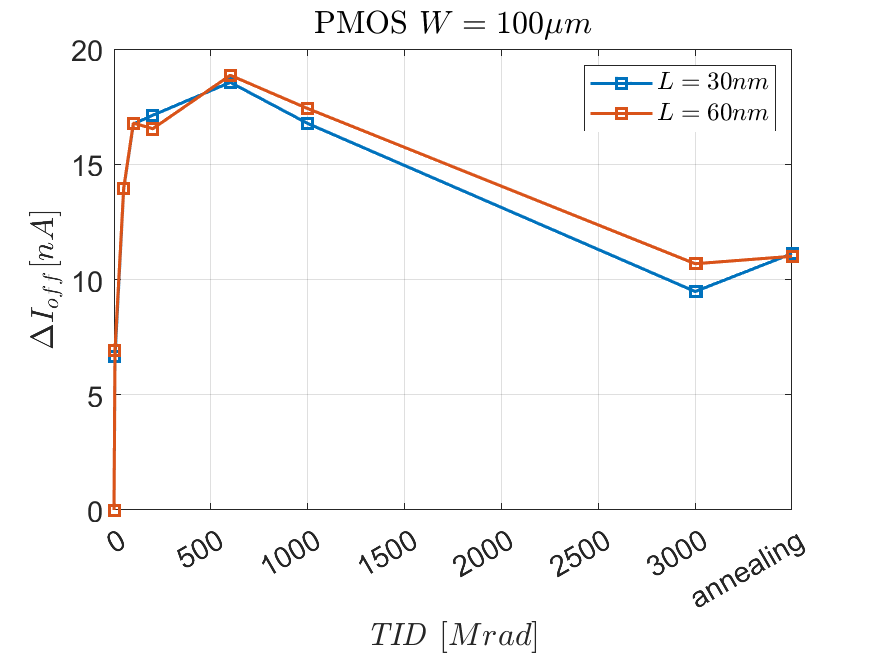 PMOS W = 100μm
L = 30nm
L = 60nm
20
15
10
5
0
ΔI_off [nA]
0
500
1000
1500
2000
2500
3000
annealing
TID [Mrad]